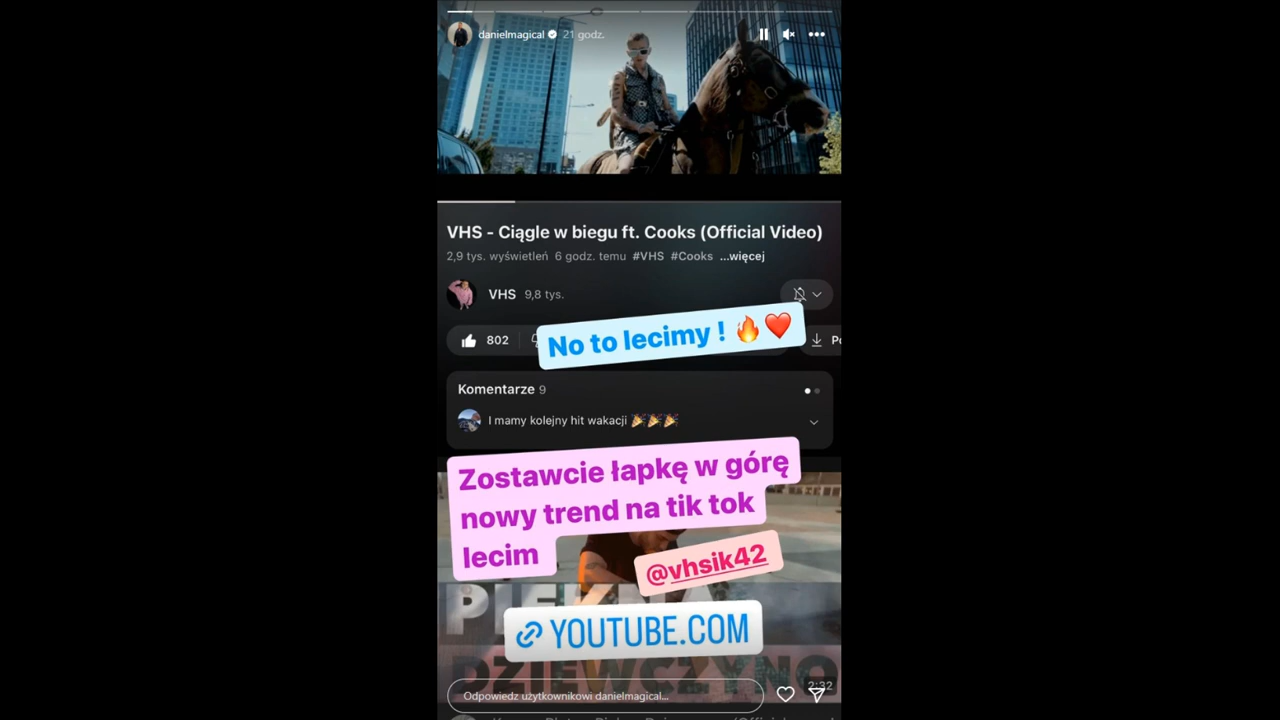 danielmagical 21 godz.
VHS - Ciągle w biegu ft. Cooks (Official Video)
2,9 tys. wyświetleń 6 godz. temu #VHS #Cooks ...więcej
VHS 9,8 tys.
802
No to lecimy ! 🔥❤️
Komentarze 9
I mamy kolejny hit wakacji 🎉🎉🎉
Zostawcie łapkę w górę
nowy trend na tik tok
lecim
@vhsik42
PIĘKNA
YOUTUBE.COM
DZIEWCZYNO
2:32
Odpowiedz użytkownikowi danielmagical...